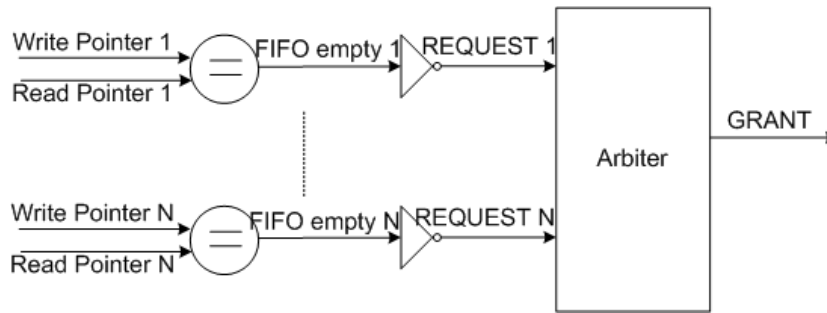 Write Pointer 1
FIFO empty 1
REQUEST 1
Read Pointer 1
GRANT
Arbiter
Write Pointer N
FIFO empty N
REQUEST N
Read Pointer N